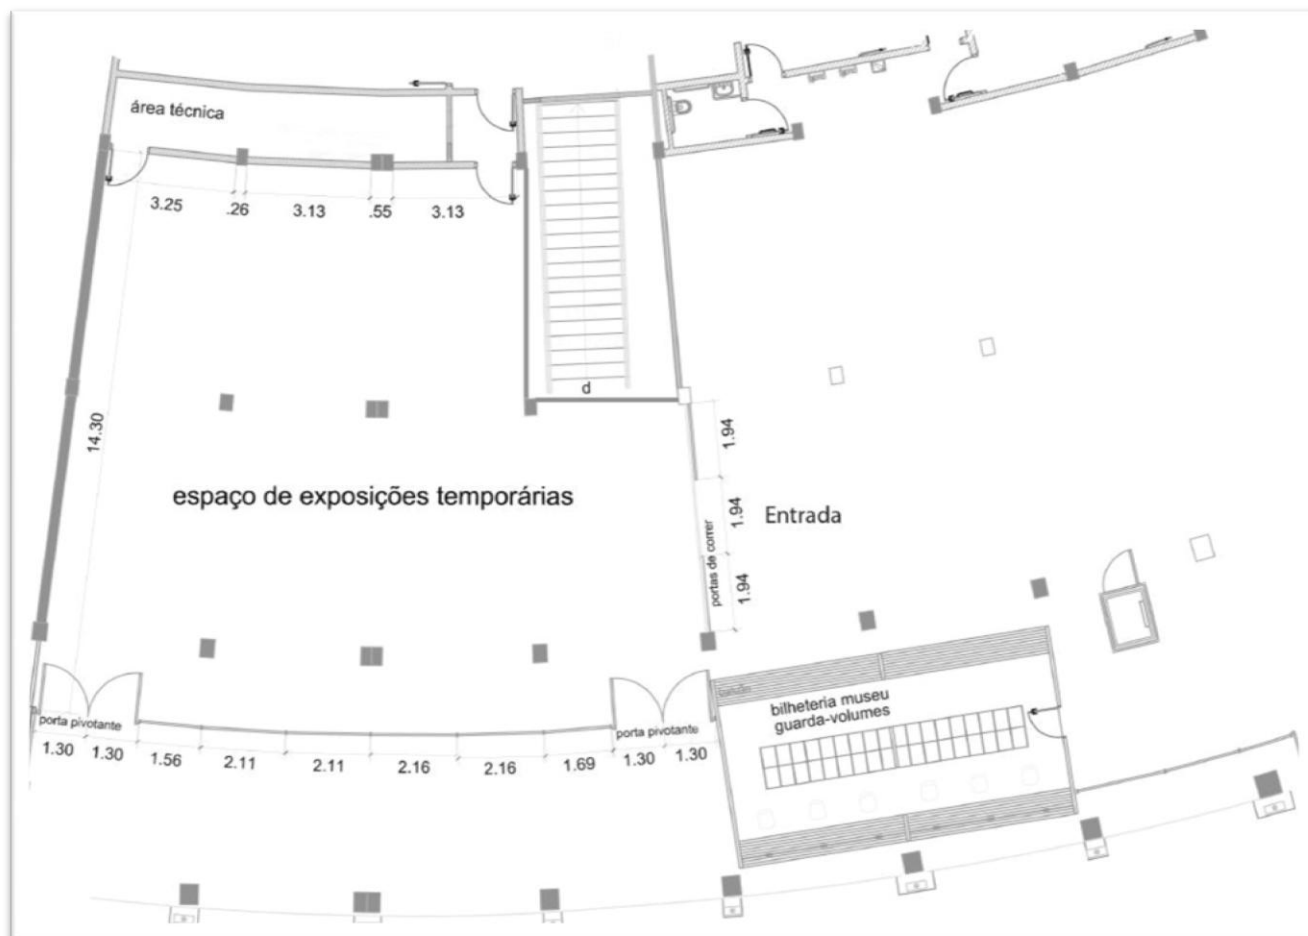 área técnica
3.25
.26
3.13
.55
3.13
d
14.30
1.94
espaço de exposições temporárias
1.94
Entrada
portas de correr
1.94
bilheteria museu
guarda-volumes
porta pivotante
porta pivotante
1.30
1.30
1.56
2.11
2.11
2.16
2.16
1.69
1.30
1.30